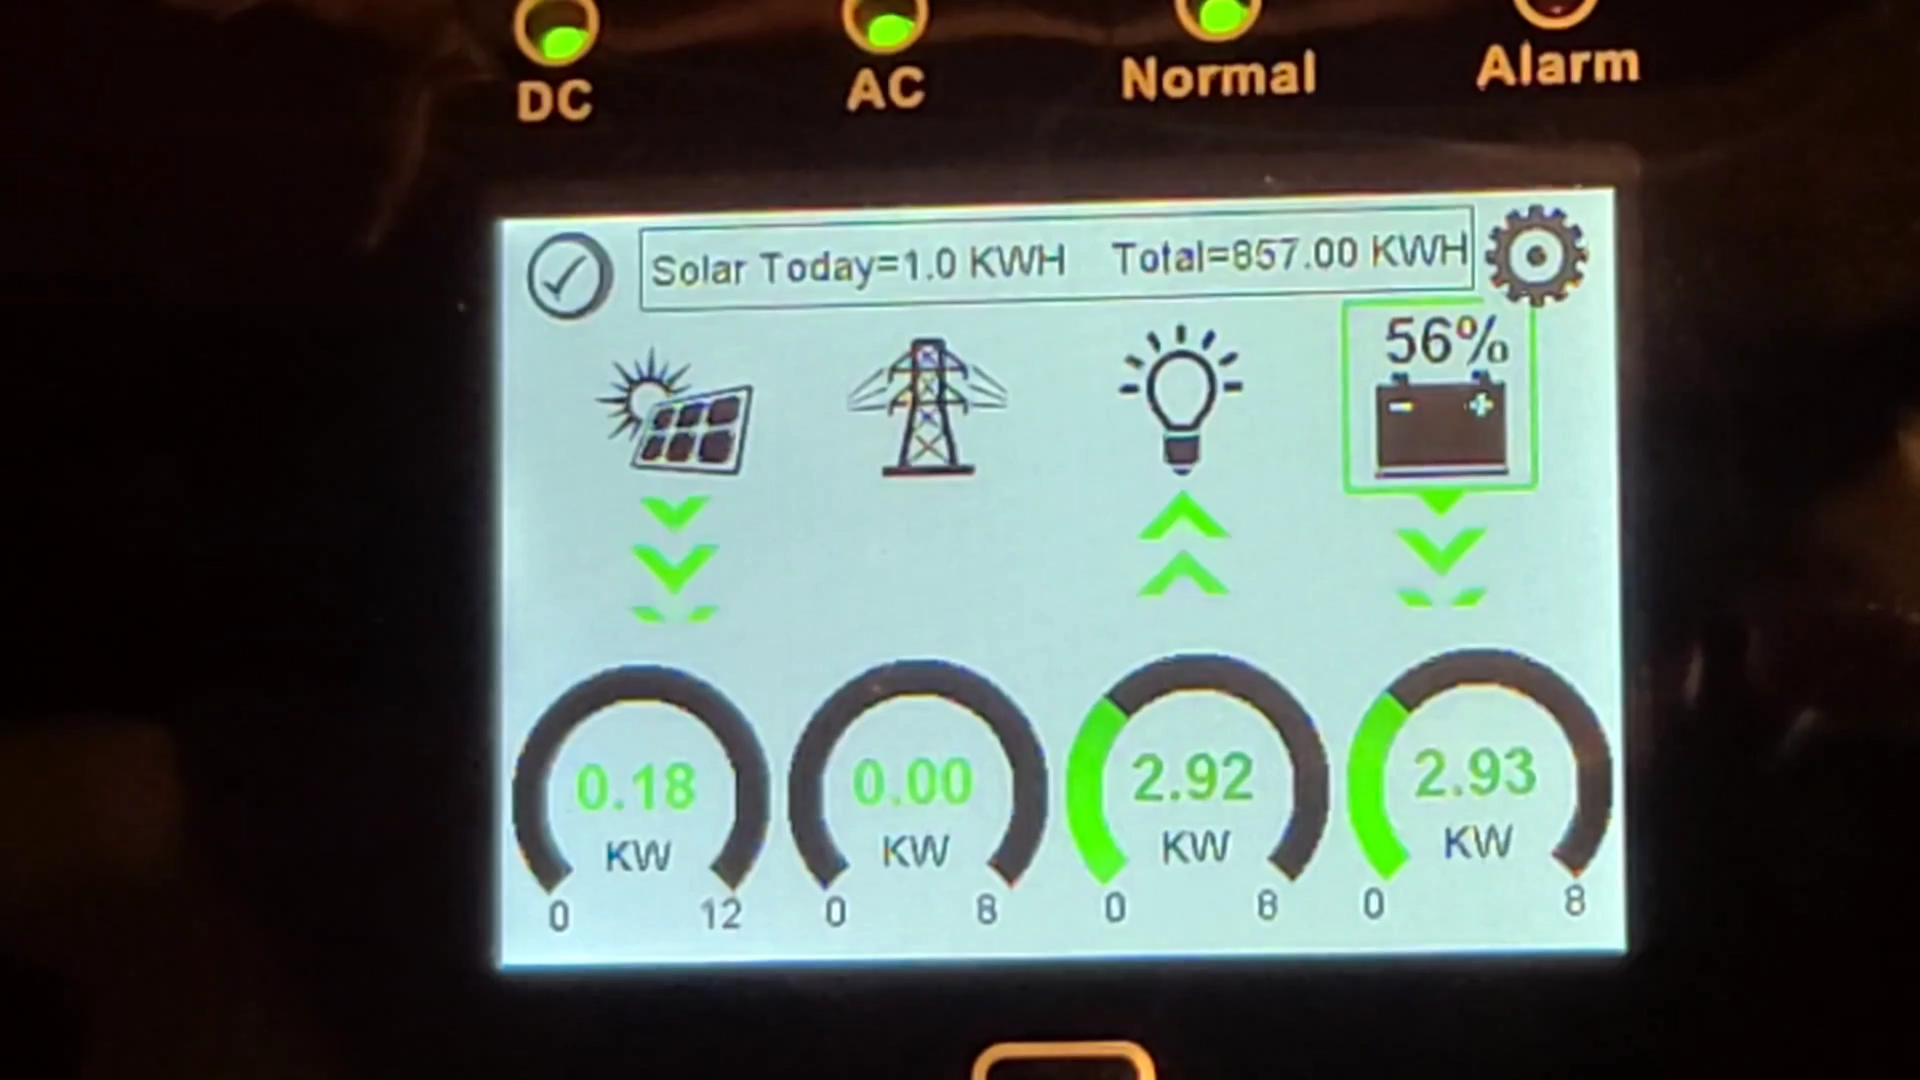 DC AC Normal Alarm
Solar Today=1.0 KWH Total=857.00 KWH
56%
0.18 0.00 2.92 2.93
KW KW KW KW
0 12 0 8 0 8 0 8